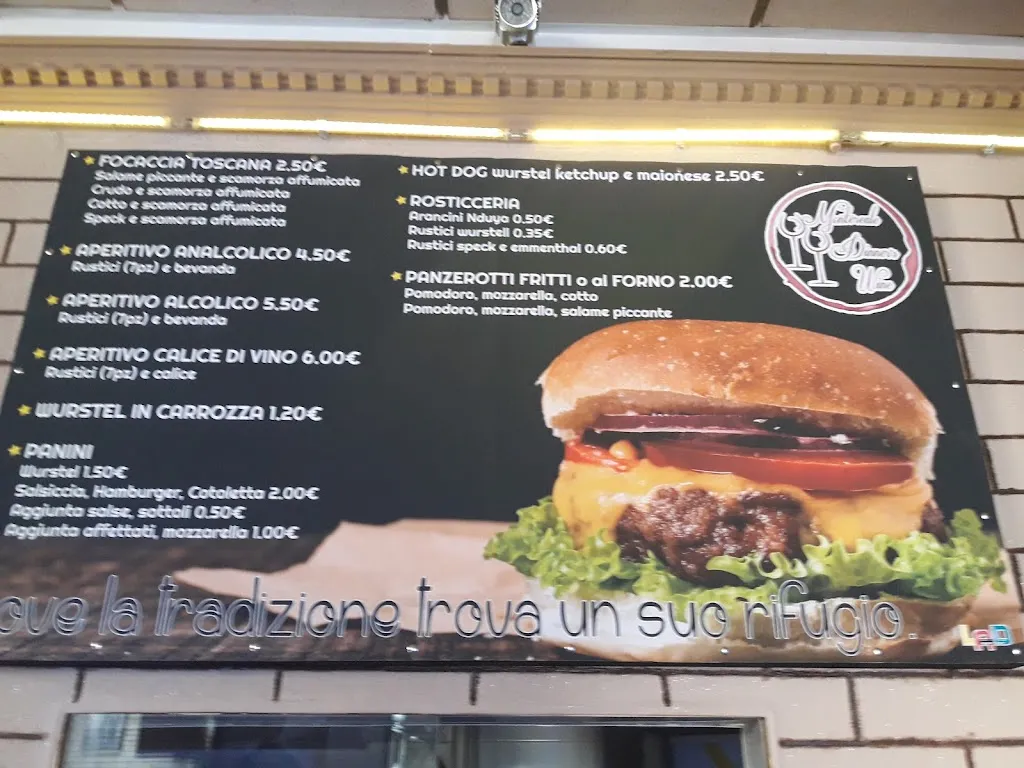 FOCACCIA TOSCANA 2.50€
Salame piccante e scamorza affumicata
Crudo e scamorza affumicata
Cotto e scamorza affumicata
Speck e scamorza affumicata
APERITIVO ANALCOLICO 4.50€
Rustici (7pz) e bevanda
APERITIVO ALCOLICO 5.50€
Rustici (7pz) e bevanda
APERITIVO CALICE DI VINO 6.00€
Rustici (7pz) e calice
WURSTEL IN CARROZZA 1,20€
PANINI
Wurstel 1.50€
Salsiccia, Hamburger, Cotoletta 2.00€
Aggiunta salse, sottoli 0.50€
Aggiunta affettati, mozzarella 1.00€
HOT DOG wurstel ketchup e maionese 2.50€
ROSTICCERIA
Arancini Nduya 0.50€
Rustici wurstell 0.35€
Rustici speck e emmenthal 0.60€
PANZEROTTI FRITTI o al FORNO 2.00€
Pomodoro, mozzarella, cotto
Pomodoro, mozzarella, salame piccante
Dinner
Wine
ove la tradizione trova un suo rifugio.
LAD